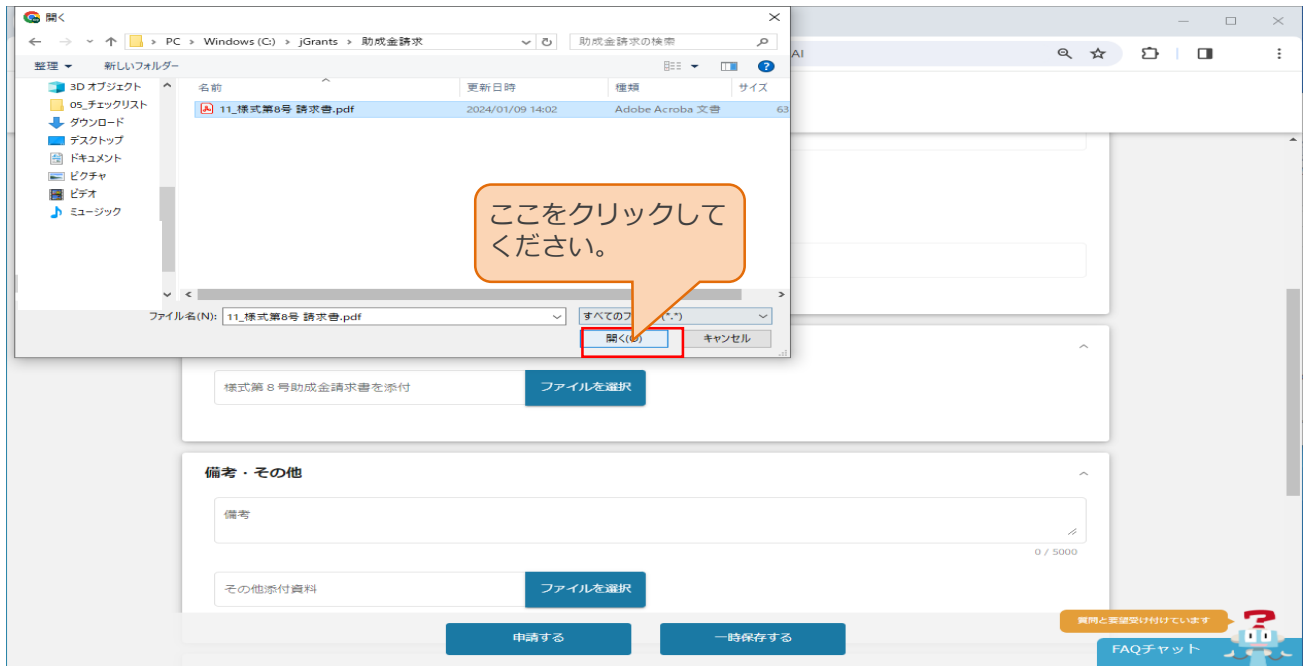 開く
PC > Windows (C:) > jGrants > 助成金請求
助成金請求の検索
AI
整理 新しいフォルダー
3D オブジェクト
05_チェックリスト
ダウンロード
デスクトップ
ドキュメント
ピクチャ
ビデオ
ミュージック
名前 更新日時 種類 サイズ
11_様式第8号 請求書.pdf 2024/01/09 14:02 Adobe Acroba 文書 63
ここをクリックして
ください。
ファイル名(N): 11_様式第8号 請求書.pdf
(*.*)
開く(O) キャンセル
様式第８号助成金請求書を添付 ファイルを選択
備考・その他
備考
0 / 5000
その他添付資料 ファイルを選択
申請する 一時保存する
質問と要望受け付けています
FAQチャット